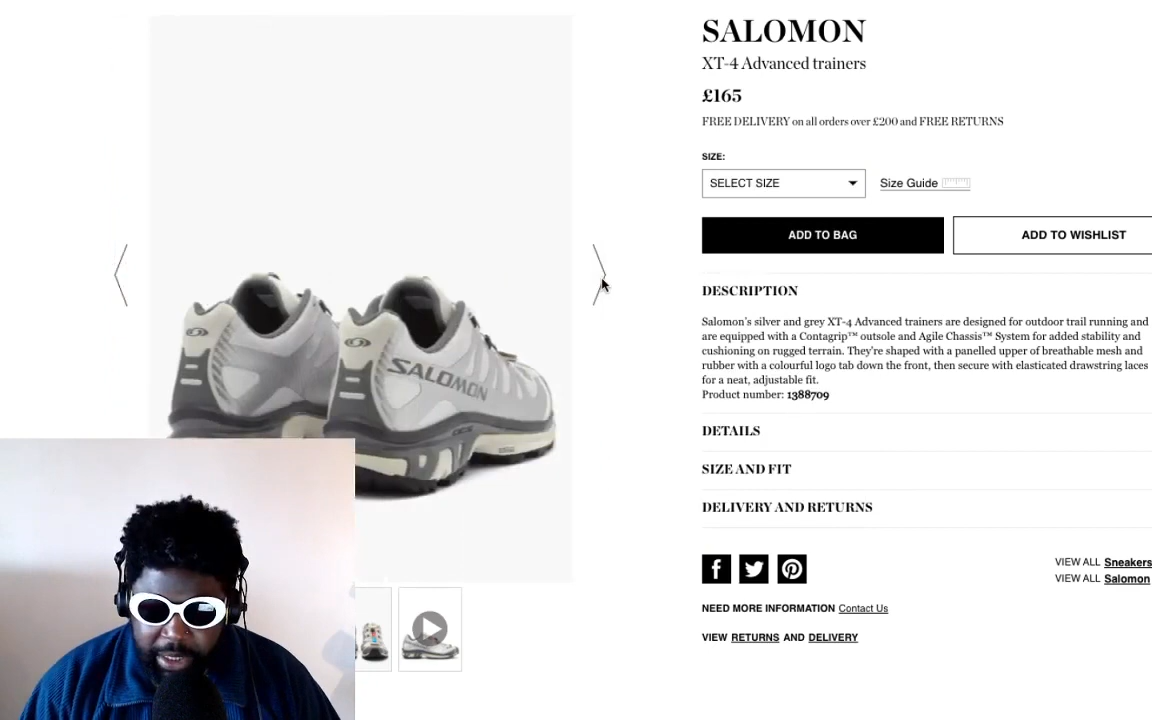 SALOMON
XT-4 Advanced trainers
£165
FREE DELIVERY on all orders over £200 and FREE RETURNS
SIZE:
SELECT SIZE
Size Guide
ADD TO BAG
ADD TO WISHLIST
DESCRIPTION
Salomon's silver and grey XT-4 Advanced trainers are designed for outdoor trail running and
are equipped with a Contagrip™ outsole and Agile Chassis™ System for added stability and
cushioning on rugged terrain. They're shaped with a panelled upper of breathable mesh and
rubber with a colourful logo tab down the front, then secure with elasticated drawstring laces
for a neat, adjustable fit.
Product number: 1388709
DETAILS
SIZE AND FIT
DELIVERY AND RETURNS
VIEW ALL Sneakers
VIEW ALL Salomon
NEED MORE INFORMATION Contact Us
VIEW RETURNS AND DELIVERY
SALOMON